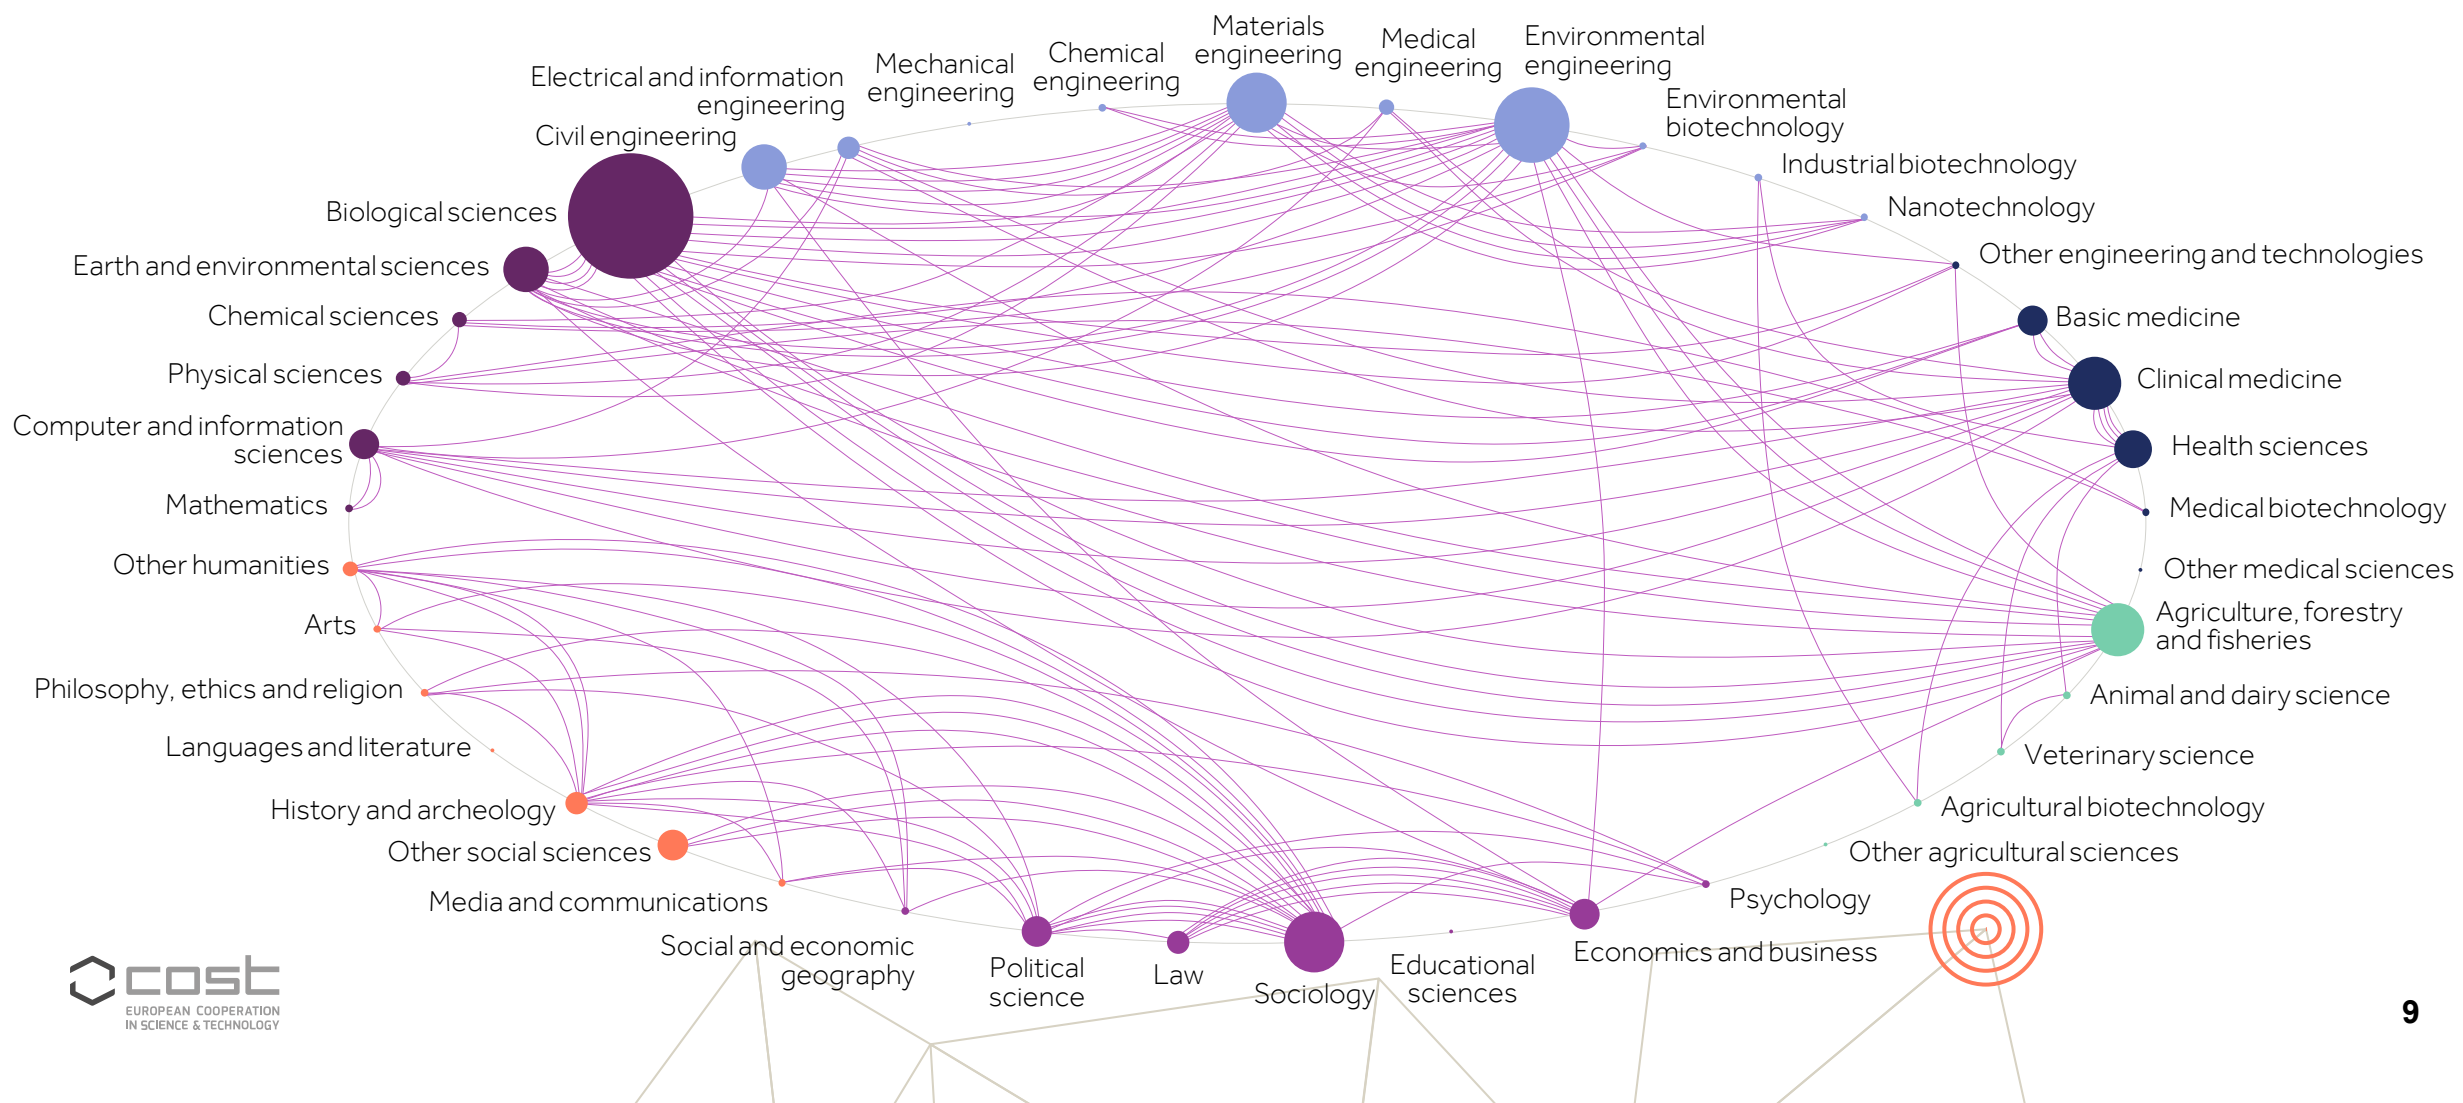 Materials
engineering
Medical
engineering
Environmental
engineering
Chemical
engineering
Mechanical
engineering
Electrical and information
engineering
Civil engineering
Environmental
biotechnology
Industrial biotechnology
Nanotechnology
Other engineering and technologies
Biological sciences
Earth and environmental sciences
Chemical sciences
Physical sciences
Computer and information
sciences
Mathematics
Other humanities
Arts
Philosophy, ethics and religion
Languages and literature
History and archeology
Other social sciences
Media and communications
Social and economic
geography
Political
science
Law
Sociology
Educational
sciences
Economics and business
Psychology
Other agricultural sciences
Agricultural biotechnology
Veterinary science
Animal and dairy science
Agriculture, forestry
and fisheries
Other medical sciences
Medical biotechnology
Health sciences
Clinical medicine
Basic medicine
cost
EUROPEAN COOPERATION
IN SCIENCE & TECHNOLOGY
9